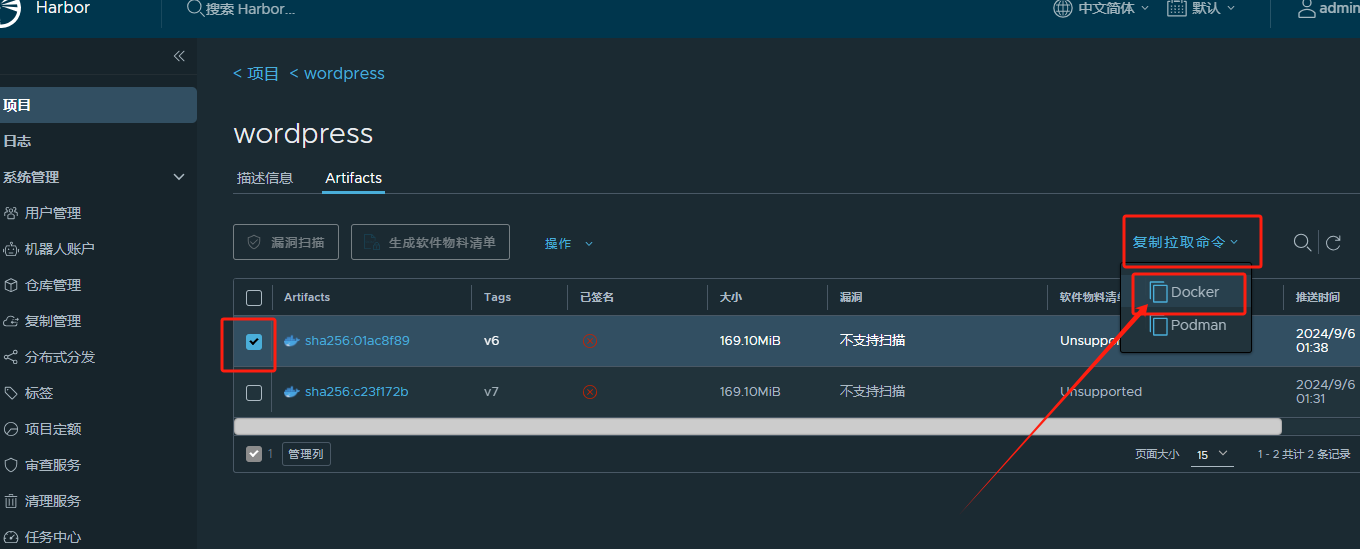 Harbor
搜索 Harbor...
中文简体
默认
admin
< 项目 < wordpress
项目
日志
系统管理
用户管理
机器人账户
仓库管理
复制管理
分布式分发
标签
项目定额
审查服务
清理服务
任务中心
wordpress
描述信息 Artifacts
漏洞扫描 生成软件物料清单 操作 复制拉取命令
Docker
Podman
Artifacts Tags 已签名 大小 漏洞 软件物料清单 推送时间
sha256:01ac8f89 v6 169.10MiB 不支持扫描 Unsuppor 2024/9/6
01:38
sha256:c23f172b v7 169.10MiB 不支持扫描 Unsupported 2024/9/6
01:31
1 管理列 页面大小 15 1 - 2 共计 2 条记录